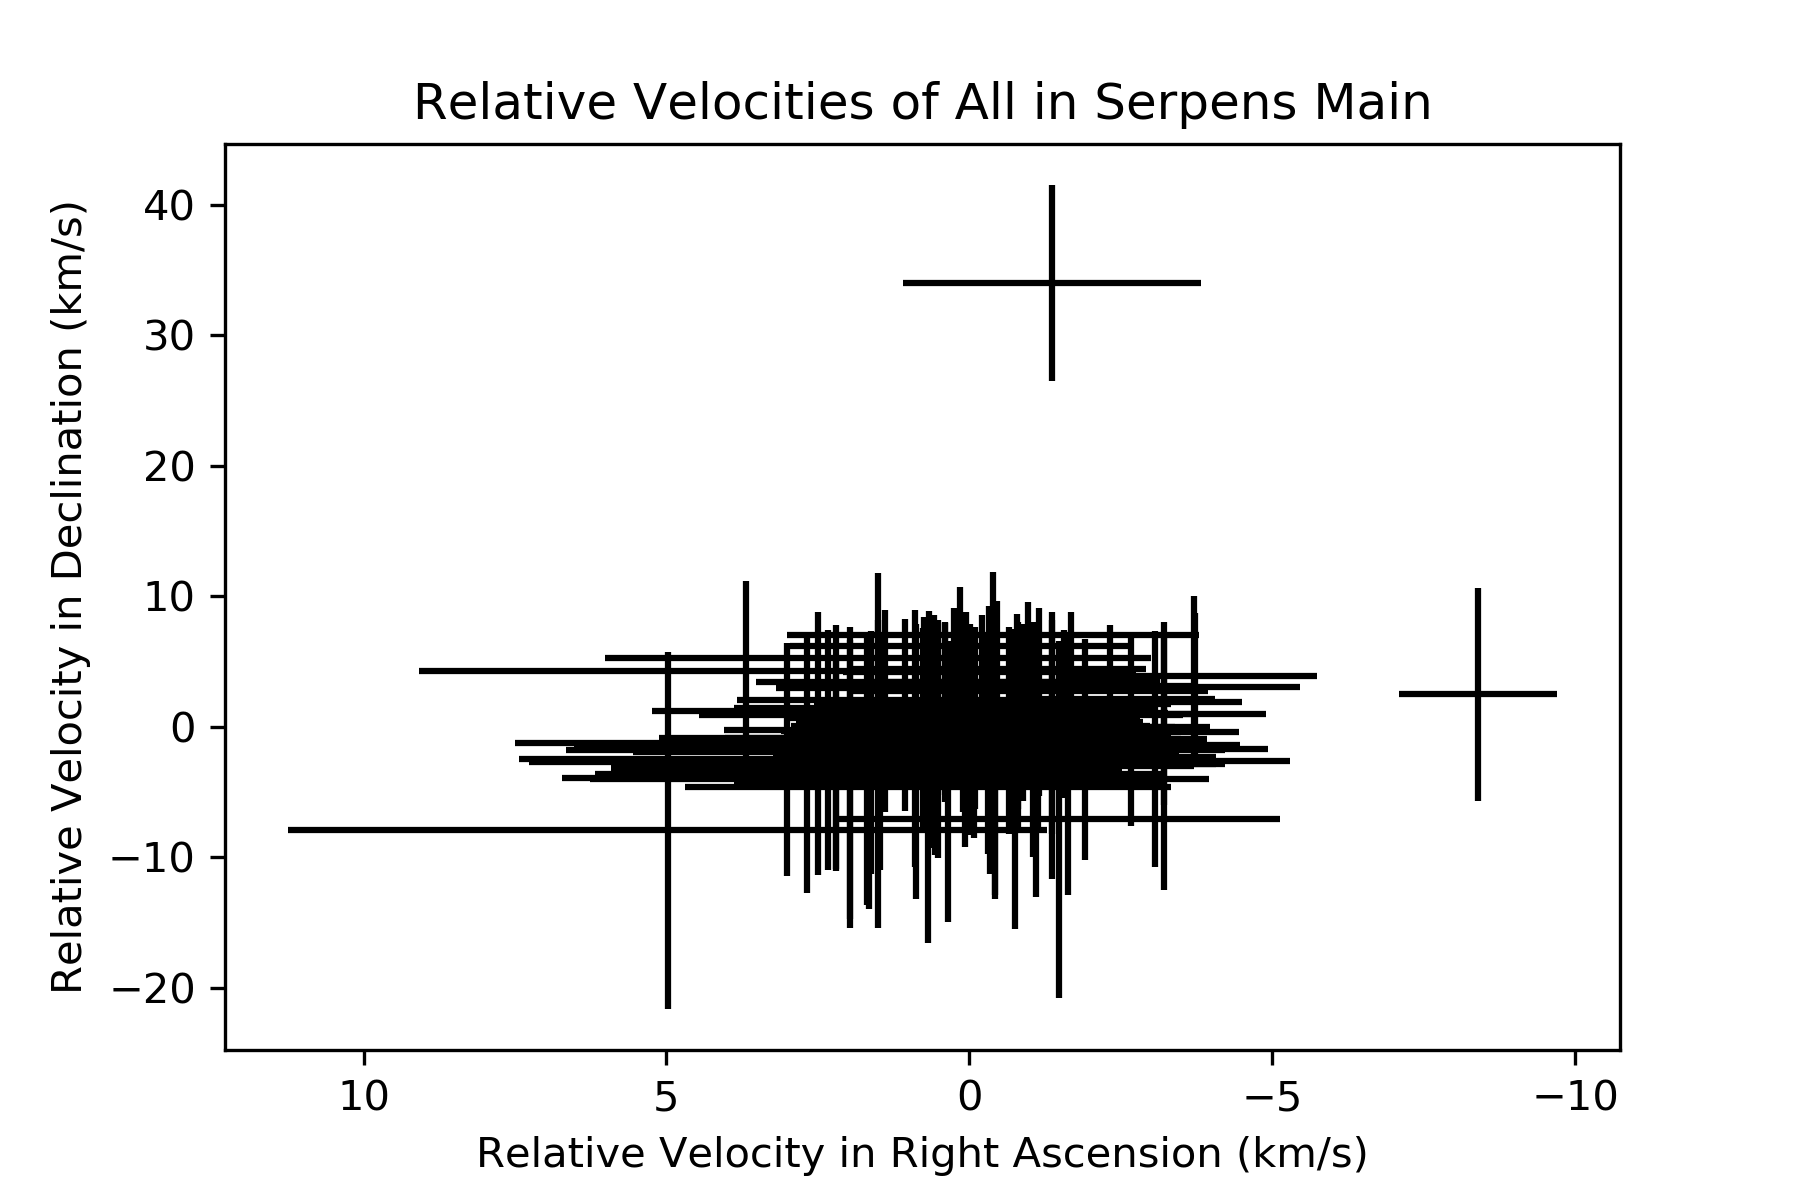 Relative Velocities of All in Serpens Main
Relative Velocity in Declination (km/s)
40
30
20
10
0
−10
−20
10 5 0 −5 −10
Relative Velocity in Right Ascension (km/s)